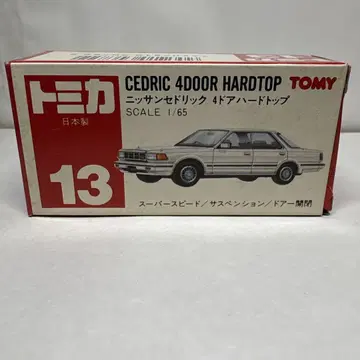 トミカ
日本製
13
CEDRIC 4DOOR HARDTOP
TOMY
ニッサンセドリック 4ドアハードトップ
SCALE 1/65
スーパースピード/サスペンション/ドアー開閉